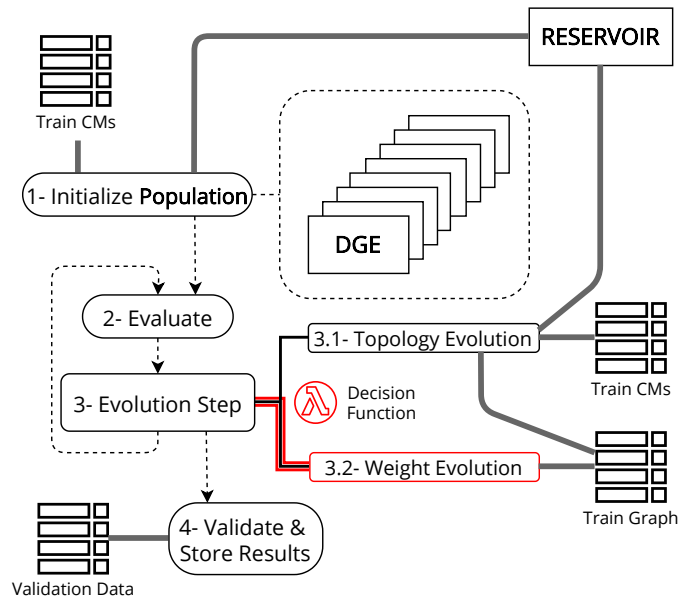 RESERVOIR
Train CMs
1- Initialize Population
DGE
2- Evaluate
3.1- Topology Evolution
Train CMs
3- Evolution Step
λ
Decision
Function
3.2- Weight Evolution
Train Graph
4- Validate &
Store Results
Validation Data